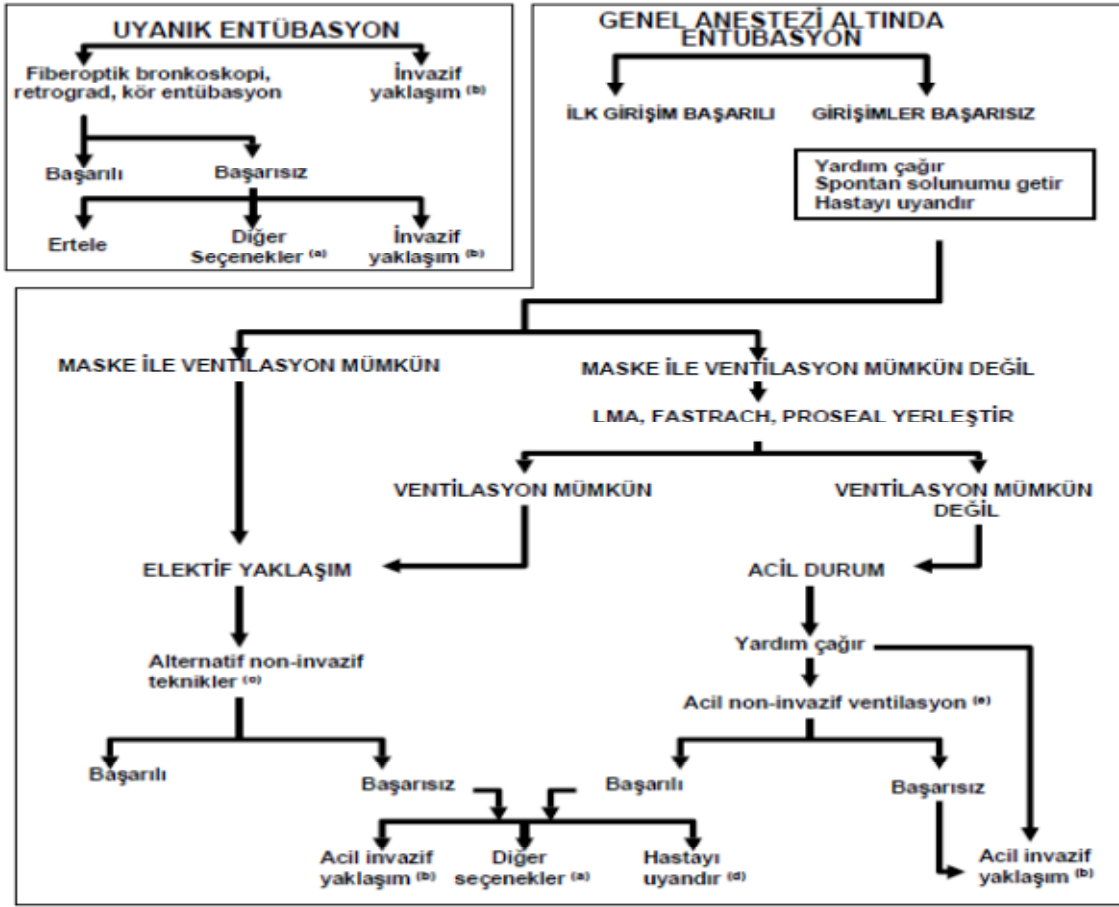 UYANIK ENTÜBASYON
Fiberoptik bronkoskopi,
retrograd, kör entübasyon
İnvazif
yaklaşım (b)
Başarılı
Başarısız
Ertele
Diğer
Seçenekler (a)
İnvazif
yaklaşım (b)
GENEL ANESTEZİ ALTINDA
ENTÜBASYON
İLK GİRİŞİM BAŞARILI
GİRİŞİMLER BAŞARISIZ
Yardım çağır
Spontan solunumu getir
Hastayı uyandır
MASKE İLE VENTİLASYON MÜMKÜN
MASKE İLE VENTİLASYON MÜMKÜN DEĞİL
LMA, FASTRACH, PROSEAL YERLEŞTİR
VENTİLASYON MÜMKÜN
VENTİLASYON MÜMKÜN
DEĞİL
ELEKTİF YAKLAŞIM
ACİL DURUM
Yardım çağır
Alternatif non-invazif
teknikler (c)
Acil non-invazif ventilasyon (e)
Başarılı
Başarısız
Başarılı
Başarısız
Acil invazif
yaklaşım (b)
Diğer
seçenekler (a)
Hastayı
uyandır (d)
Acil invazif
yaklaşım (b)